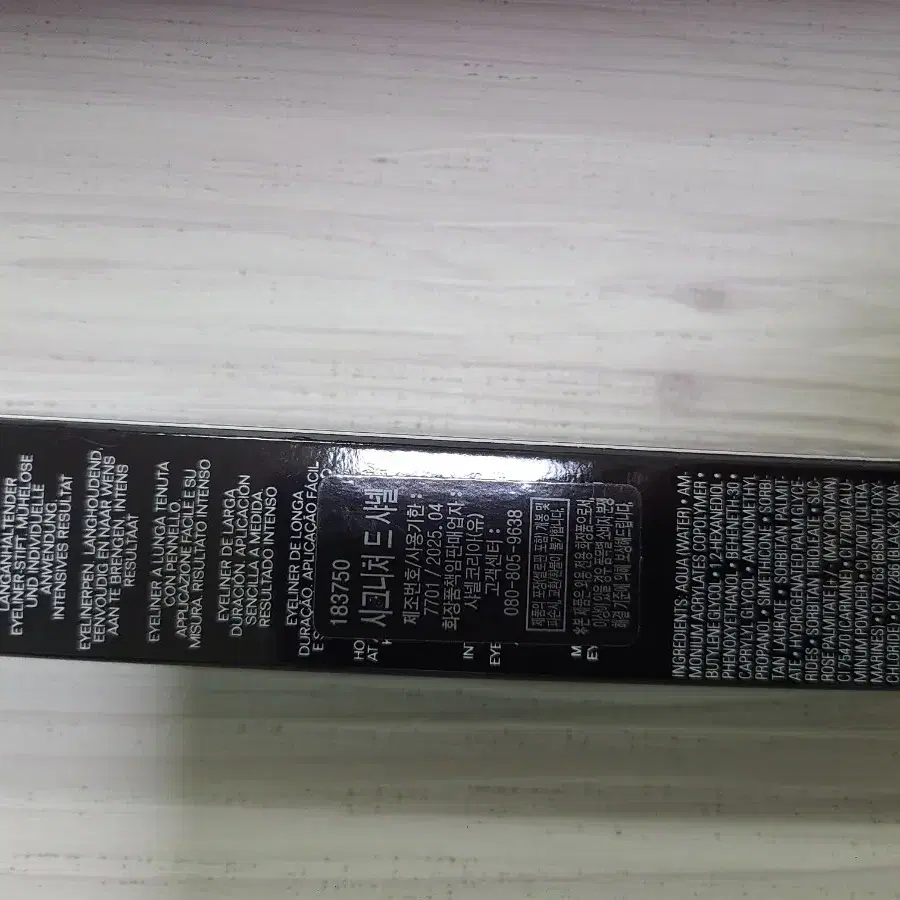 LANGANHALTENDER
EYELINER-STIFT. MÜHELOSE
UND INDIVIDUELLE
ANWENDUNG.
INTENSIVES RESULTAT
EYELINERPEN, LANGHOUDEND,
EENVOUDIG EN NAAR WENS
AAN TE BRENGEN, INTENS
RESULTAAT
EYELINER A LUNGA TENUTA
CON PENNELLO.
APPLICAZIONE FACILE E SU
MISURA. RISULTATO INTENSO
EYELINER DE LARGA
DURACIÓN. APLICACIÓN
SENCILLA A MEDIDA.
RESULTADO INTENSO
EYELINER DE LONGA
DURAÇÃO. APLICAÇÃO FÁCIL
183750
시그니처 드 샤넬
제조번호/사용기한 :
7701 / 2025.04
화장품책임판매업자 :
샤넬코리아(유)
고객센터 :
080-805-9638
INGREDIENTS: AQUA (WATER) • AM-
MONIUM ACRYLATES COPOLYMER •
BUTYLENE GLYCOL • 1,2-HEXANEDIOL •
PHENOXYETHANOL • BEHENETH-30 •
CAPRYLYL GLYCOL • AMINOMETHYL
PROPANOL • SIMETHICONE • SORBI-
TAN LAURATE • SORBITAN PALMIT-
ATE • HYDROGENATED PALM GLYCE-
RIDES • SORBITAN TRIOLEATE • SUC-
ROSE PALMITATE • [MAY CONTAIN
CI 75470 (CARMINE) • CI 77000 (ALU-
MINUM POWDER) • CI 77007 (ULTRA-
MARINES) • CI 77163 (BISMUTH OXY-
CHLORIDE) • CI 77266 (BLACK 2) [NA-